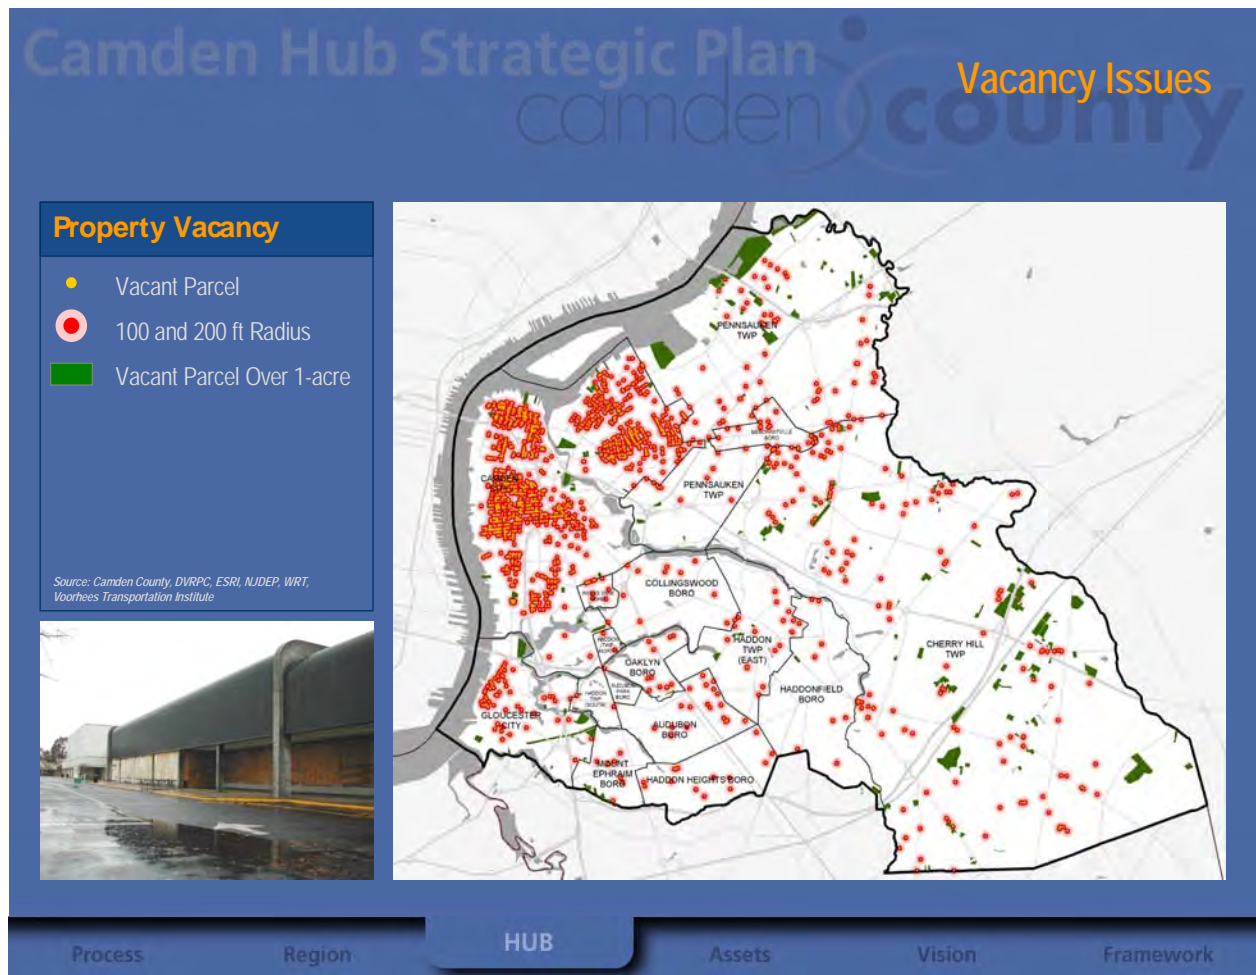 Camden Hub Strategic Plan
camden county
Vacancy Issues
Property Vacancy
Vacant Parcel
100 and 200 ft Radius
Vacant Parcel Over 1-acre
Source: Camden County, DVRPC, ESRI, NJDEP, WRT,
Voorhees Transportation Institute
PENNSAUKEN
TWP
PENNSAUKEN
TWP
COLLINGSWOOD
BORO
HADDON
TWP
(EAST)
CHERRY HILL
TWP
OAKLYN
BORO
HADDONFIELD
BORO
GLOUCESTER
CITY
AUDUBON
BORO
MOUNT
EPHRAIM
BORO
HADDON HEIGHTS BORO
Process
Region
HUB
Assets
Vision
Framework